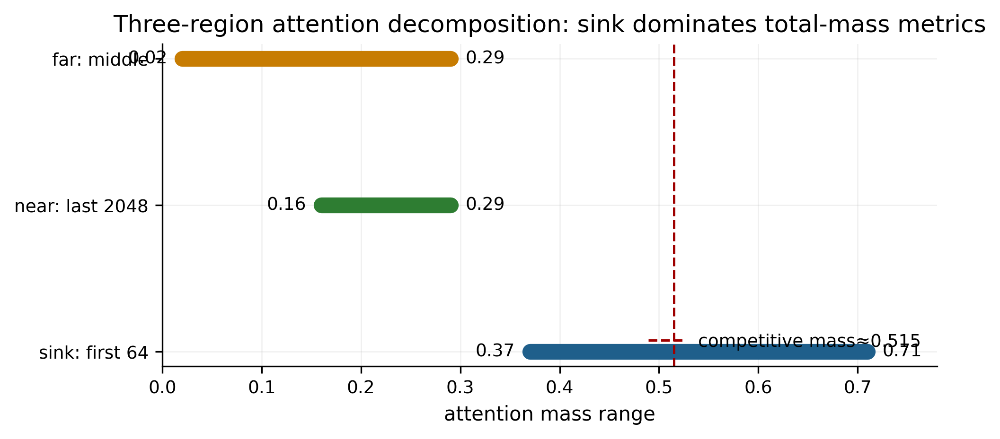 Three-region attention decomposition: sink dominates total-mass metrics
far: middle
0.02
0.29
near: last 2048
0.16
0.29
competitive mass≈0.515
sink: first 64
0.37
0.71
0.0 0.1 0.2 0.3 0.4 0.5 0.6 0.7
attention mass range